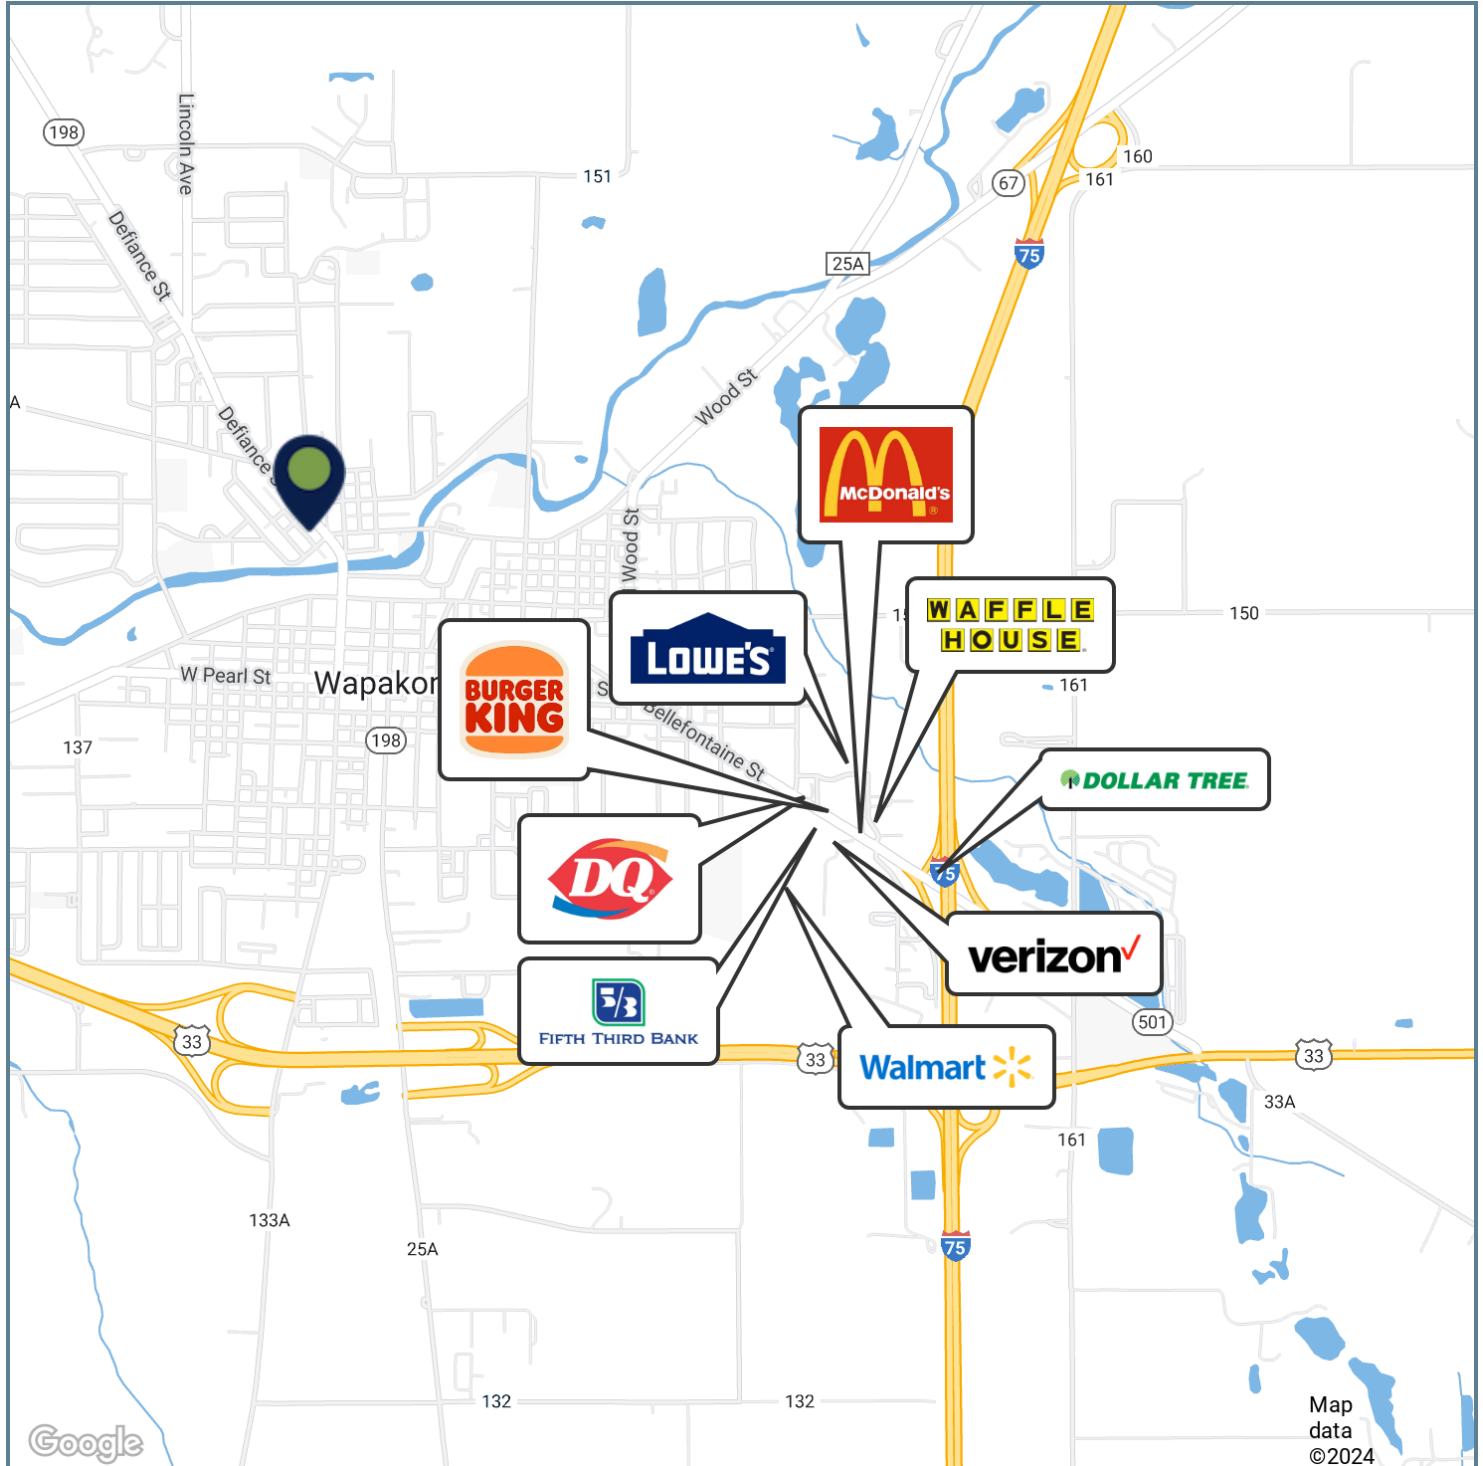 198
Lincoln Ave
151
160
161
67
Defiance St
75
25A
A
Wood St
Defiance
McDonald's
Wood St
WAFFLE
HOUSE
150
LOWE'S
W Pearl St
Wapakor
BURGER
KING
S
161
Bellefontaine St
137
198
DOLLAR TREE
DQ
75
verizon
5/3
FIFTH THIRD BANK
501
33
33
Walmart
33
33A
161
133A
25A
75
132
132
Google
Map
data
©2024